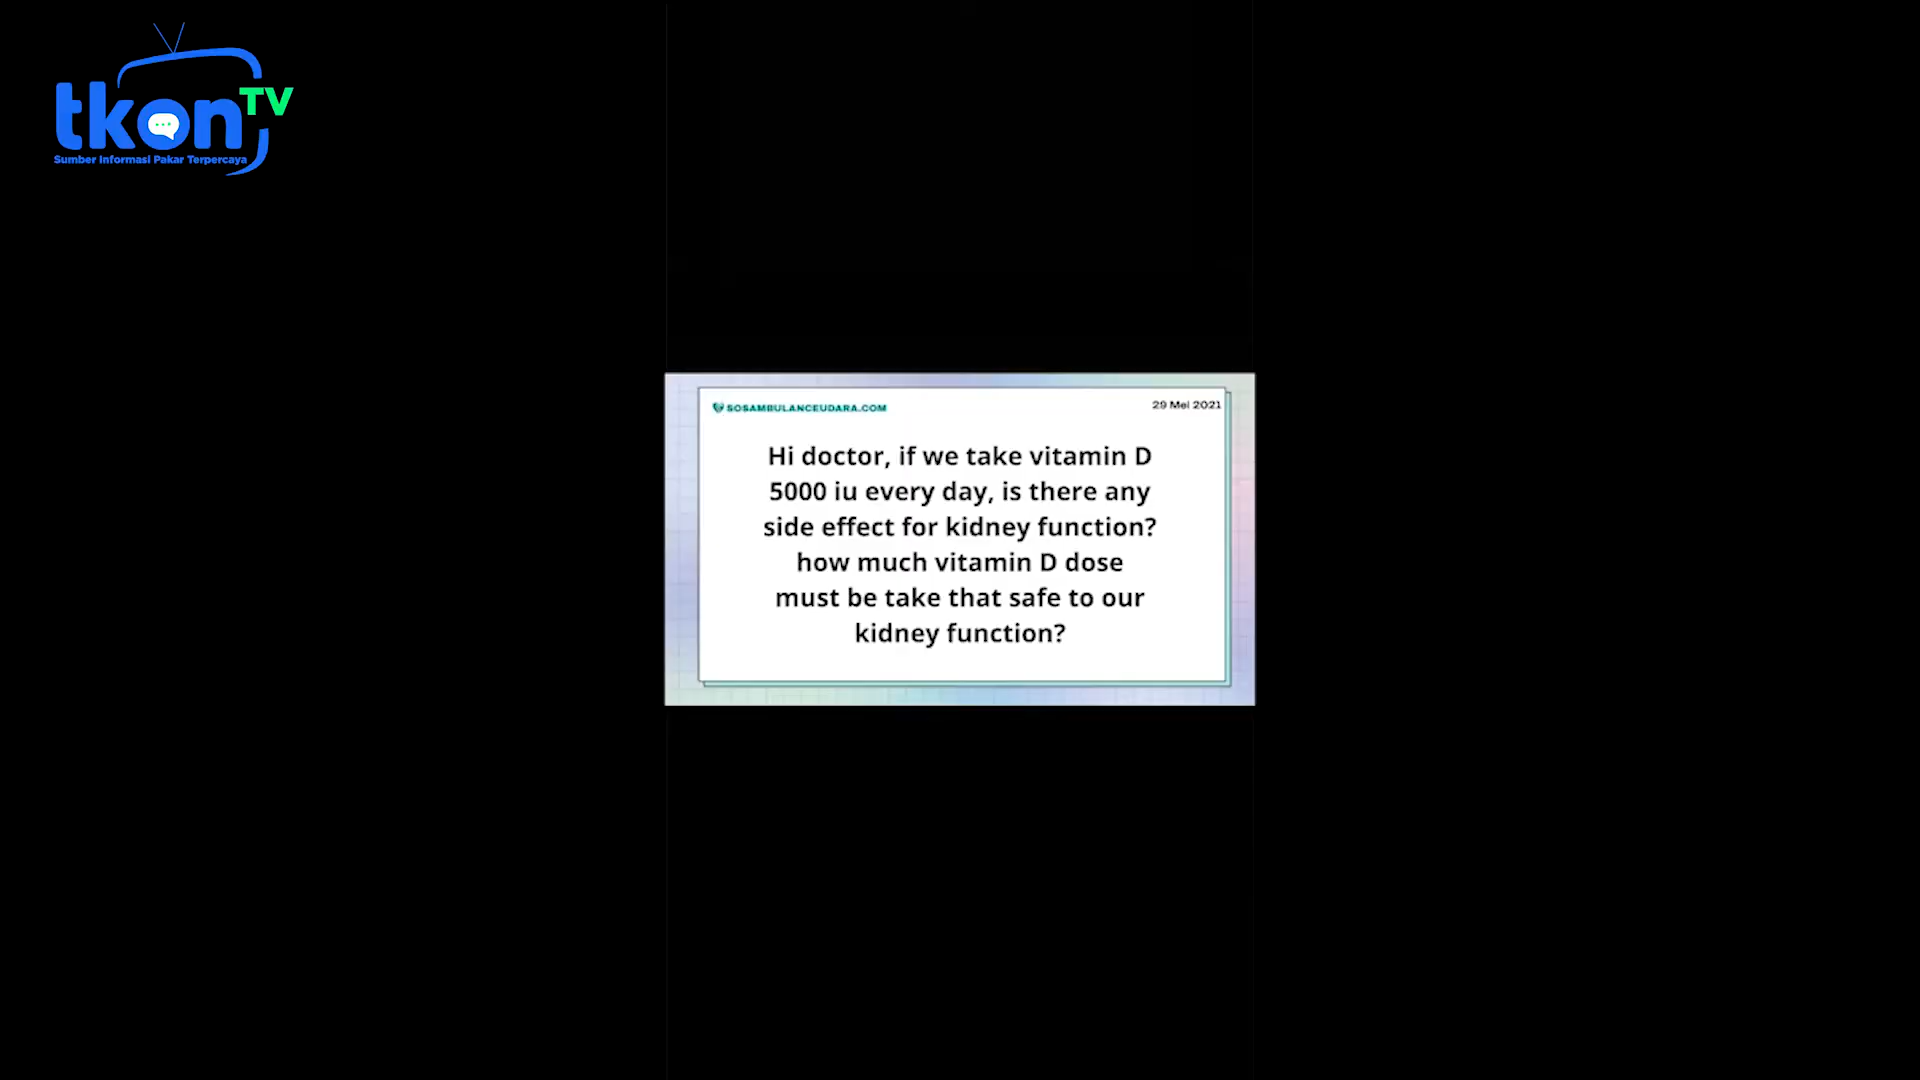 tkon TV
Sumber Informasi Pakar Terpercaya
SOSAMBULANCEUDARA.COM
29 Mei 2021
Hi doctor, if we take vitamin D
5000 iu every day, is there any
side effect for kidney function?
how much vitamin D dose
must be take that safe to our
kidney function?